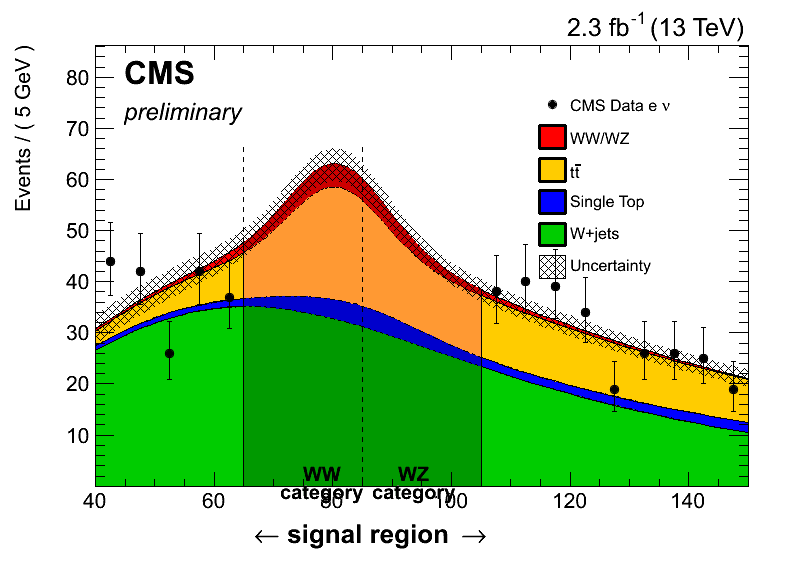 2.3 fb⁻¹ (13 TeV)
Events / ( 5 GeV )
CMS
preliminary
CMS Data e ν
WW/WZ
tt̄
Single Top
W+jets
Uncertainty
80
70
60
50
40
30
20
10
WW category
WZ category
40 60 80 100 120 140
← signal region →